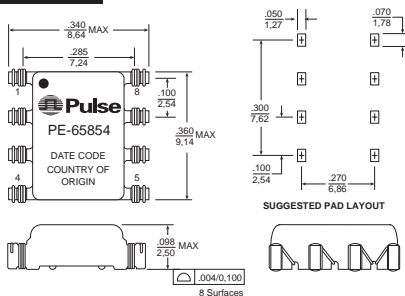 .340
8,64 MAX
.285
7,24
1
8
.100
2,54
Pulse
PE-65854
.360
9,14 MAX
DATE CODE
COUNTRY OF
ORIGIN
4
5
.098
2,50 MAX
.004/0,100
8 Surfaces
.050
1,27
.070
1,78
.300
7,62
.100
2,54
.270
6,86
SUGGESTED PAD LAYOUT